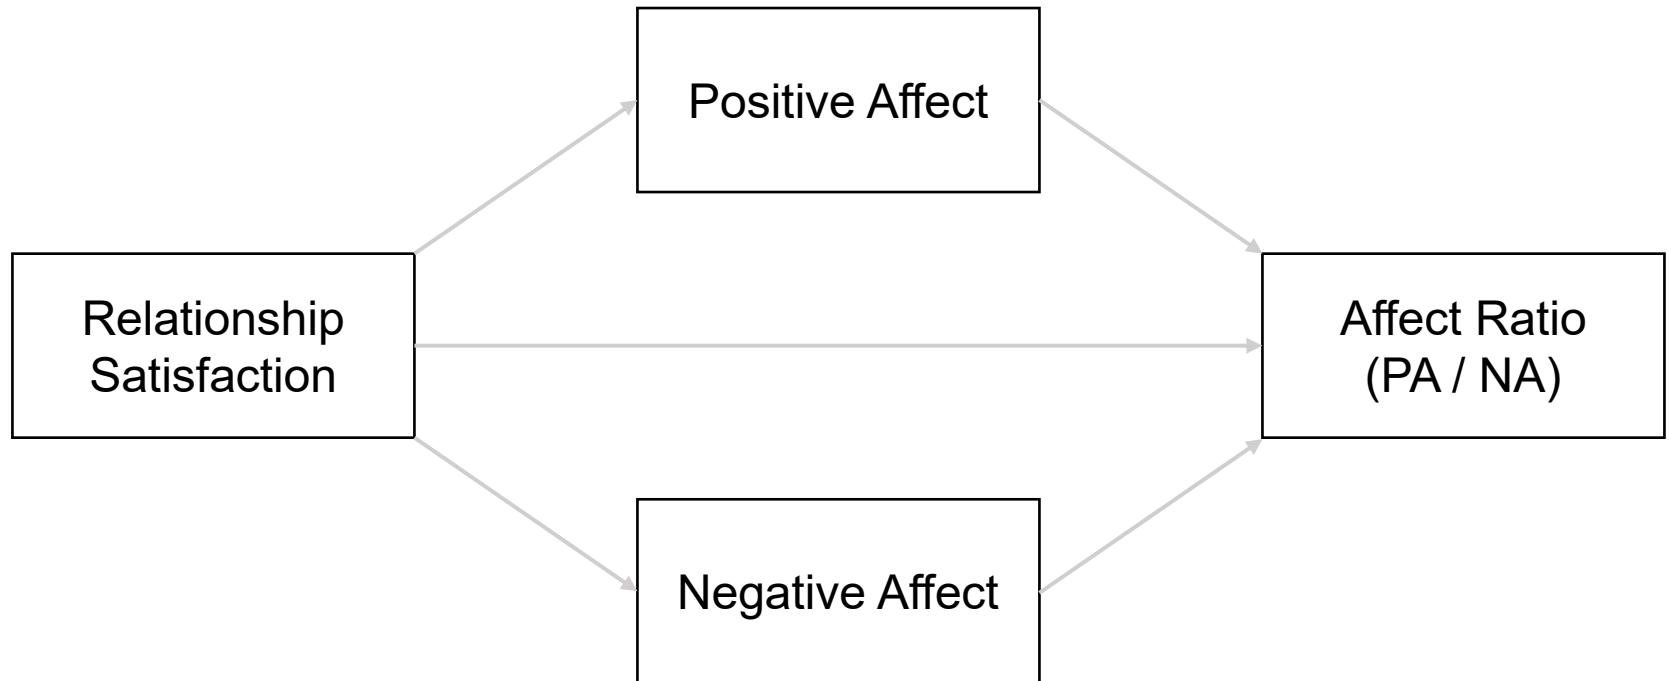 Positive Affect
Relationship
Satisfaction
Affect Ratio
(PA / NA)
Negative Affect